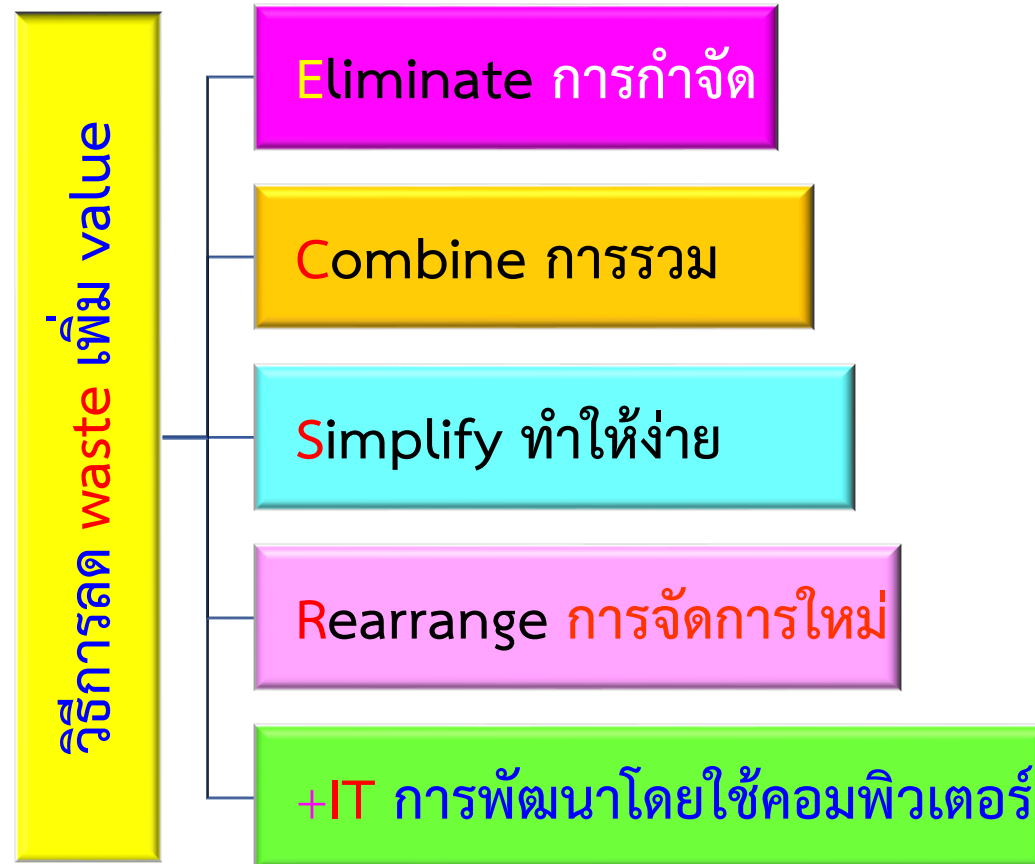 วิธีการลด waste เพิ่ม value
Eliminate การกำจัด
Combine การรวม
Simplify ทำให้ง่าย
Rearrange การจัดการใหม่
+IT การพัฒนาโดยใช้คอมพิวเตอร์